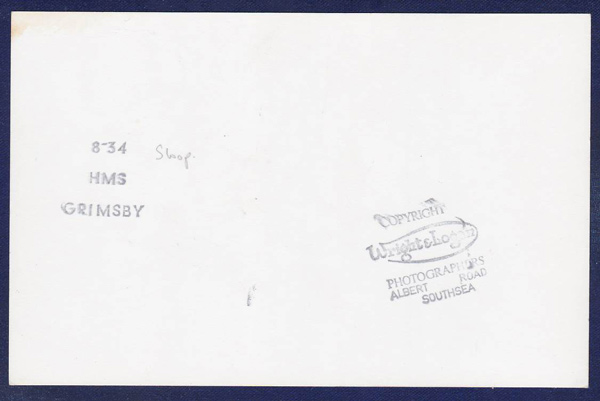 8-34 Sloop.
HMS
GRIMSBY
COPYRIGHT
Wright & Logan
PHOTOGRAPHERS
ALBERT ROAD
SOUTHSEA